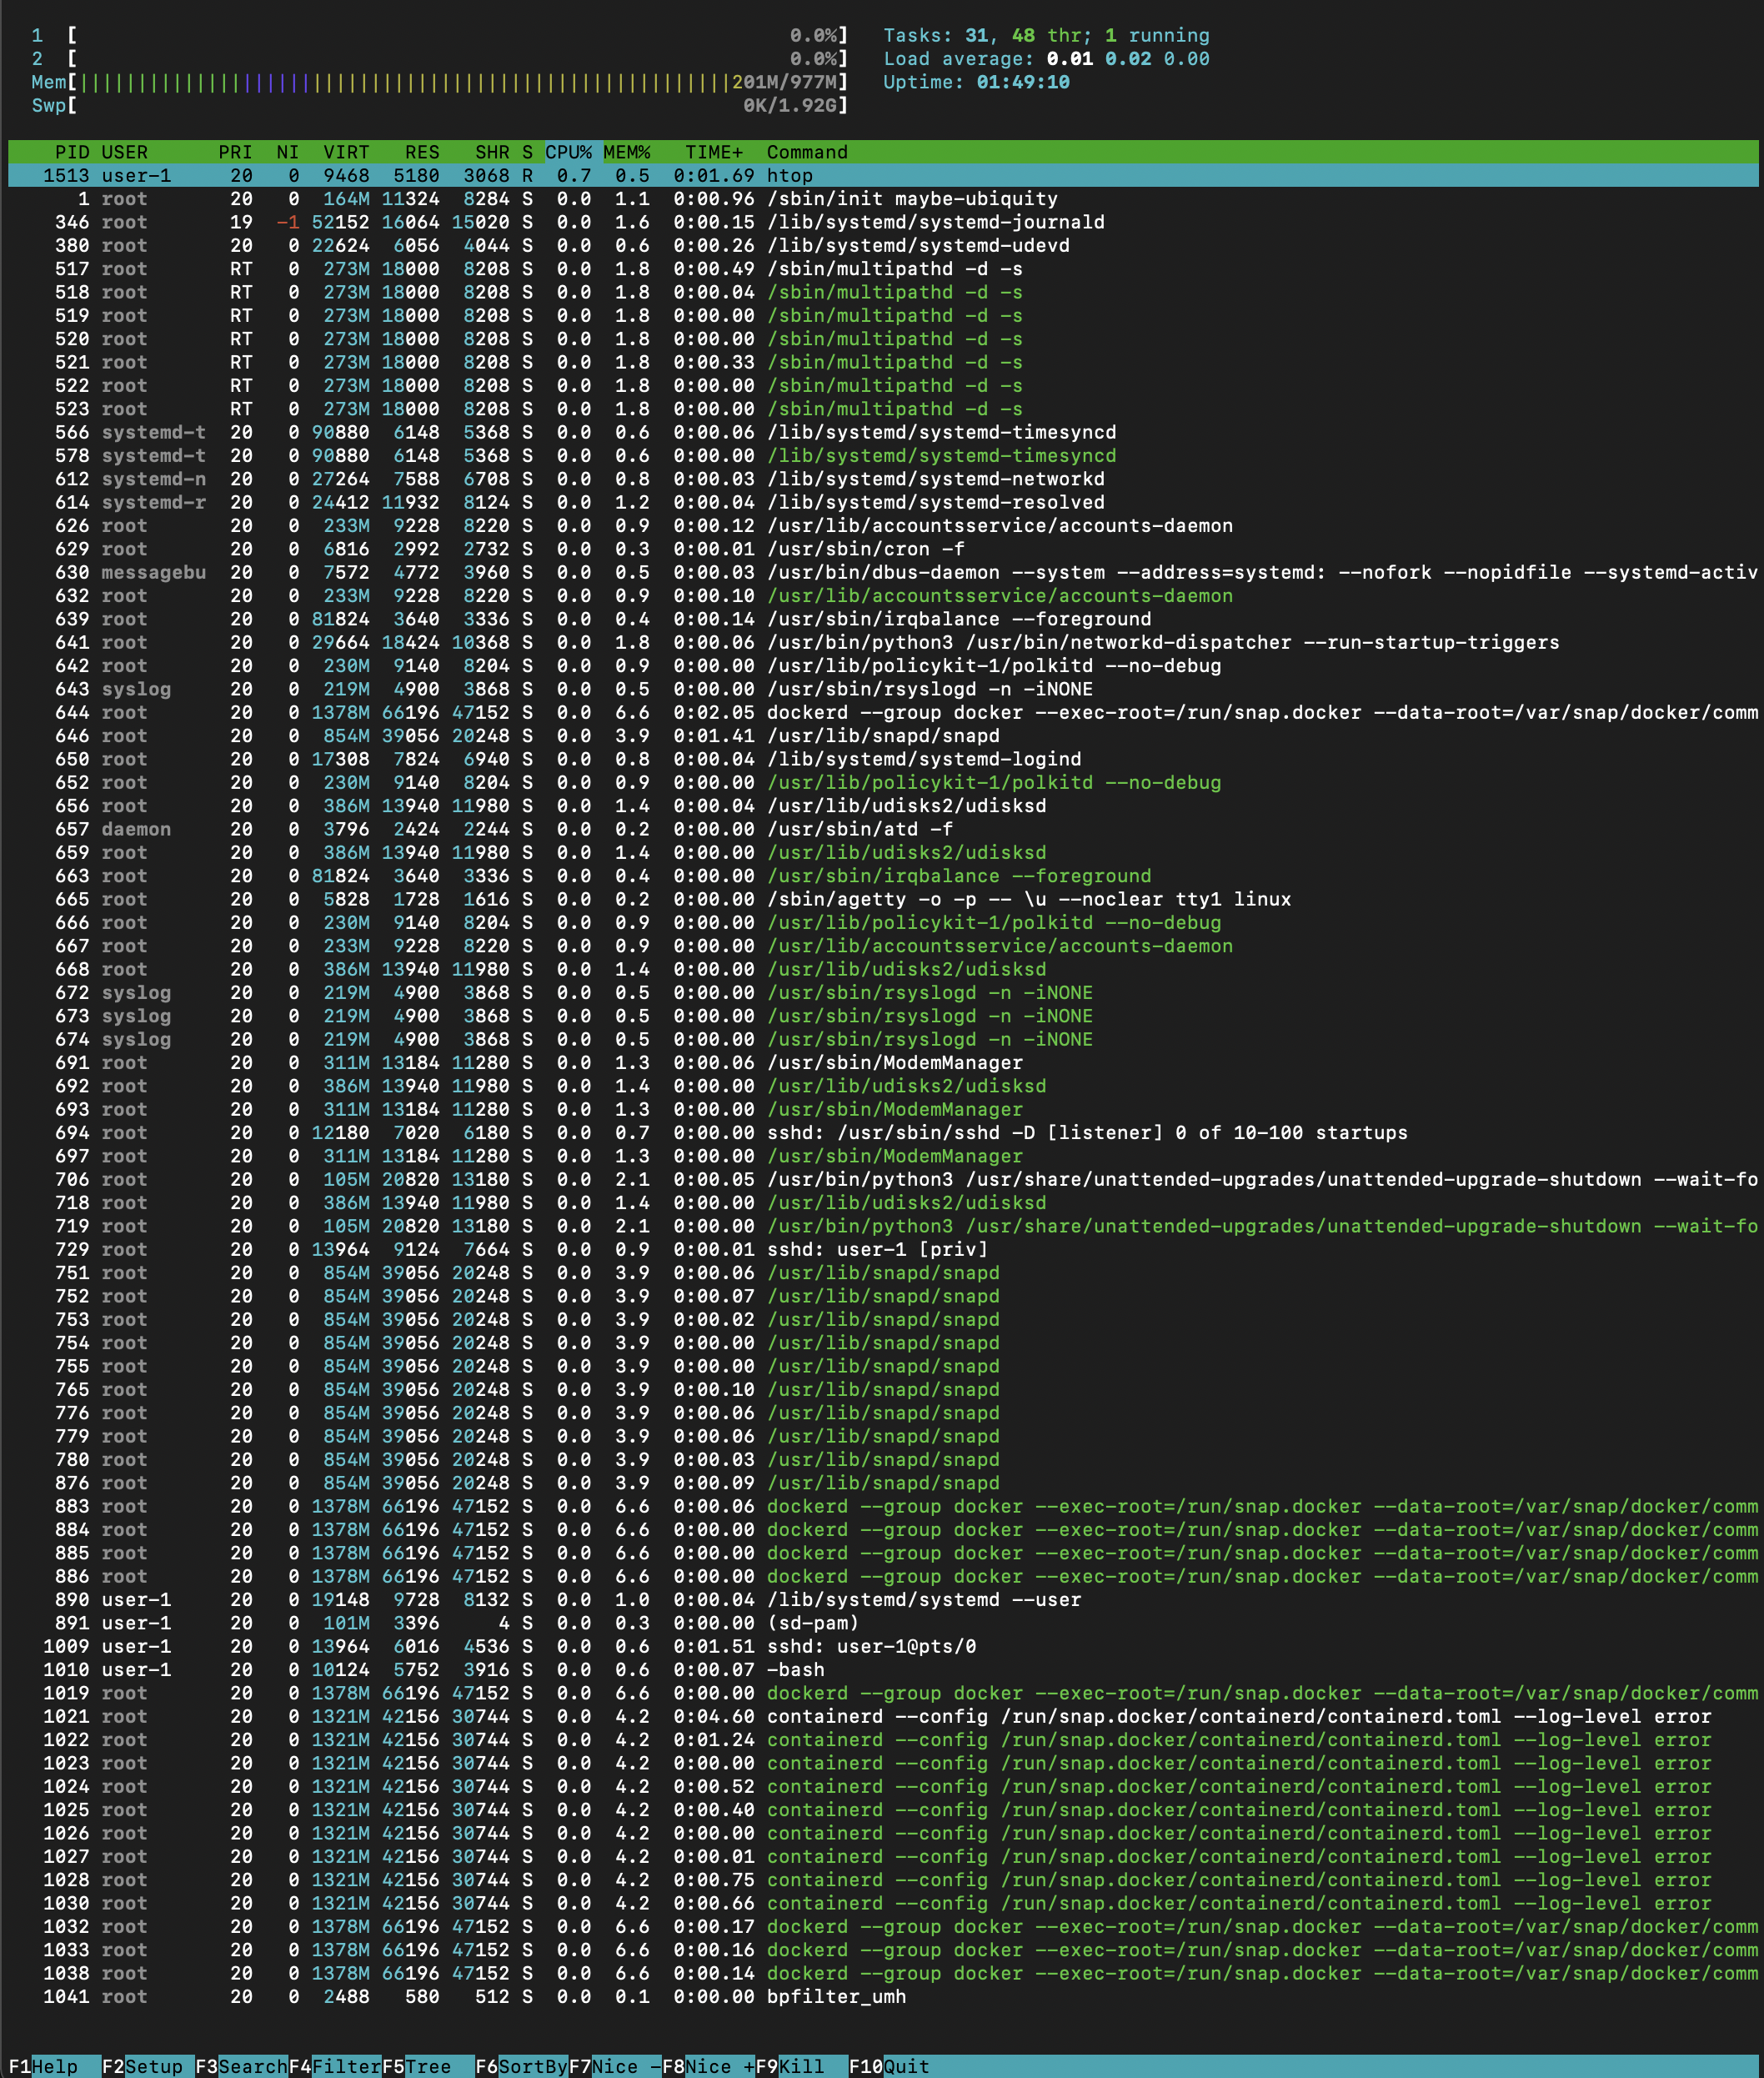 1  [ 0.0%] Tasks: 31, 48 thr; 1 running
2  [ 0.0%] Load average: 0.01 0.02 0.00
Mem[||||||||||||||||||||||||||||||||||||||||||||||||||||||||201M/977M] Uptime: 01:49:10
Swp[ 0K/1.92G]
PID USER PRI NI VIRT RES SHR S CPU% MEM% TIME+ Command
1513 user-1 20 0 9468 5180 3068 R 0.7 0.5 0:01.69 htop
1 root 20 0 164M 11324 8284 S 0.0 1.1 0:00.96 /sbin/init maybe-ubiquity
346 root 19 -1 52152 16064 15020 S 0.0 1.6 0:00.15 /lib/systemd/systemd-journald
380 root 20 0 22624 6056 4044 S 0.0 0.6 0:00.26 /lib/systemd/systemd-udevd
517 root RT 0 273M 18000 8208 S 0.0 1.8 0:00.49 /sbin/multipathd -d -s
518 root RT 0 273M 18000 8208 S 0.0 1.8 0:00.04 /sbin/multipathd -d -s
519 root RT 0 273M 18000 8208 S 0.0 1.8 0:00.00 /sbin/multipathd -d -s
520 root RT 0 273M 18000 8208 S 0.0 1.8 0:00.00 /sbin/multipathd -d -s
521 root RT 0 273M 18000 8208 S 0.0 1.8 0:00.33 /sbin/multipathd -d -s
522 root RT 0 273M 18000 8208 S 0.0 1.8 0:00.00 /sbin/multipathd -d -s
523 root RT 0 273M 18000 8208 S 0.0 1.8 0:00.00 /sbin/multipathd -d -s
566 systemd-t 20 0 90880 6148 5368 S 0.0 0.6 0:00.06 /lib/systemd/systemd-timesyncd
578 systemd-t 20 0 90880 6148 5368 S 0.0 0.6 0:00.00 /lib/systemd/systemd-timesyncd
612 systemd-n 20 0 27264 7588 6708 S 0.0 0.8 0:00.03 /lib/systemd/systemd-networkd
614 systemd-r 20 0 24412 11932 8124 S 0.0 1.2 0:00.04 /lib/systemd/systemd-resolved
626 root 20 0 233M 9228 8220 S 0.0 0.9 0:00.12 /usr/lib/accountsservice/accounts-daemon
629 root 20 0 6816 2992 2732 S 0.0 0.3 0:00.01 /usr/sbin/cron -f
630 messagebu 20 0 7572 4772 3960 S 0.0 0.5 0:00.03 /usr/bin/dbus-daemon --system --address=systemd: --nofork --nopidfile --systemd-activ
632 root 20 0 233M 9228 8220 S 0.0 0.9 0:00.10 /usr/lib/accountsservice/accounts-daemon
639 root 20 0 81824 3640 3336 S 0.0 0.4 0:00.14 /usr/sbin/irqbalance --foreground
641 root 20 0 29664 18424 10368 S 0.0 1.8 0:00.06 /usr/bin/python3 /usr/bin/networkd-dispatcher --run-startup-triggers
642 root 20 0 230M 9140 8204 S 0.0 0.9 0:00.00 /usr/lib/policykit-1/polkitd --no-debug
643 syslog 20 0 219M 4900 3868 S 0.0 0.5 0:00.00 /usr/sbin/rsyslogd -n -iNONE
644 root 20 0 1378M 66196 47152 S 0.0 6.6 0:02.05 dockerd --group docker --exec-root=/run/snap.docker --data-root=/var/snap/docker/comm
646 root 20 0 854M 39056 20248 S 0.0 3.9 0:01.41 /usr/lib/snapd/snapd
650 root 20 0 17308 7824 6940 S 0.0 0.8 0:00.04 /lib/systemd/systemd-logind
652 root 20 0 230M 9140 8204 S 0.0 0.9 0:00.00 /usr/lib/policykit-1/polkitd --no-debug
656 root 20 0 386M 13940 11980 S 0.0 1.4 0:00.04 /usr/lib/udisks2/udisksd
657 daemon 20 0 3796 2424 2244 S 0.0 0.2 0:00.00 /usr/sbin/atd -f
659 root 20 0 386M 13940 11980 S 0.0 1.4 0:00.00 /usr/lib/udisks2/udisksd
663 root 20 0 81824 3640 3336 S 0.0 0.4 0:00.00 /usr/sbin/irqbalance --foreground
665 root 20 0 5828 1728 1616 S 0.0 0.2 0:00.00 /sbin/agetty -o -p -- \u --noclear tty1 linux
666 root 20 0 230M 9140 8204 S 0.0 0.9 0:00.00 /usr/lib/policykit-1/polkitd --no-debug
667 root 20 0 233M 9228 8220 S 0.0 0.9 0:00.00 /usr/lib/accountsservice/accounts-daemon
668 root 20 0 386M 13940 11980 S 0.0 1.4 0:00.00 /usr/lib/udisks2/udisksd
672 syslog 20 0 219M 4900 3868 S 0.0 0.5 0:00.00 /usr/sbin/rsyslogd -n -iNONE
673 syslog 20 0 219M 4900 3868 S 0.0 0.5 0:00.00 /usr/sbin/rsyslogd -n -iNONE
674 syslog 20 0 219M 4900 3868 S 0.0 0.5 0:00.00 /usr/sbin/rsyslogd -n -iNONE
691 root 20 0 311M 13184 11280 S 0.0 1.3 0:00.06 /usr/sbin/ModemManager
692 root 20 0 386M 13940 11980 S 0.0 1.4 0:00.00 /usr/lib/udisks2/udisksd
693 root 20 0 311M 13184 11280 S 0.0 1.3 0:00.00 /usr/sbin/ModemManager
694 root 20 0 12180 7020 6180 S 0.0 0.7 0:00.00 sshd: /usr/sbin/sshd -D [listener] 0 of 10-100 startups
697 root 20 0 311M 13184 11280 S 0.0 1.3 0:00.00 /usr/sbin/ModemManager
706 root 20 0 105M 20820 13180 S 0.0 2.1 0:00.05 /usr/bin/python3 /usr/share/unattended-upgrades/unattended-upgrade-shutdown --wait-fo
718 root 20 0 386M 13940 11980 S 0.0 1.4 0:00.00 /usr/lib/udisks2/udisksd
719 root 20 0 105M 20820 13180 S 0.0 2.1 0:00.00 /usr/bin/python3 /usr/share/unattended-upgrades/unattended-upgrade-shutdown --wait-fo
729 root 20 0 13964 9124 7664 S 0.0 0.9 0:00.01 sshd: user-1 [priv]
751 root 20 0 854M 39056 20248 S 0.0 3.9 0:00.06 /usr/lib/snapd/snapd
752 root 20 0 854M 39056 20248 S 0.0 3.9 0:00.07 /usr/lib/snapd/snapd
753 root 20 0 854M 39056 20248 S 0.0 3.9 0:00.02 /usr/lib/snapd/snapd
754 root 20 0 854M 39056 20248 S 0.0 3.9 0:00.00 /usr/lib/snapd/snapd
755 root 20 0 854M 39056 20248 S 0.0 3.9 0:00.00 /usr/lib/snapd/snapd
765 root 20 0 854M 39056 20248 S 0.0 3.9 0:00.10 /usr/lib/snapd/snapd
776 root 20 0 854M 39056 20248 S 0.0 3.9 0:00.06 /usr/lib/snapd/snapd
779 root 20 0 854M 39056 20248 S 0.0 3.9 0:00.06 /usr/lib/snapd/snapd
780 root 20 0 854M 39056 20248 S 0.0 3.9 0:00.03 /usr/lib/snapd/snapd
876 root 20 0 854M 39056 20248 S 0.0 3.9 0:00.09 /usr/lib/snapd/snapd
883 root 20 0 1378M 66196 47152 S 0.0 6.6 0:00.06 dockerd --group docker --exec-root=/run/snap.docker --data-root=/var/snap/docker/comm
884 root 20 0 1378M 66196 47152 S 0.0 6.6 0:00.00 dockerd --group docker --exec-root=/run/snap.docker --data-root=/var/snap/docker/comm
885 root 20 0 1378M 66196 47152 S 0.0 6.6 0:00.00 dockerd --group docker --exec-root=/run/snap.docker --data-root=/var/snap/docker/comm
886 root 20 0 1378M 66196 47152 S 0.0 6.6 0:00.00 dockerd --group docker --exec-root=/run/snap.docker --data-root=/var/snap/docker/comm
890 user-1 20 0 19148 9728 8132 S 0.0 1.0 0:00.04 /lib/systemd/systemd --user
891 user-1 20 0 101M 3396 4 S 0.0 0.3 0:00.00 (sd-pam)
1009 user-1 20 0 13964 6016 4536 S 0.0 0.6 0:01.51 sshd: user-1@pts/0
1010 user-1 20 0 10124 5752 3916 S 0.0 0.6 0:00.07 -bash
1019 root 20 0 1378M 66196 47152 S 0.0 6.6 0:00.00 dockerd --group docker --exec-root=/run/snap.docker --data-root=/var/snap/docker/comm
1021 root 20 0 1321M 42156 30744 S 0.0 4.2 0:04.60 containerd --config /run/snap.docker/containerd/containerd.toml --log-level error
1022 root 20 0 1321M 42156 30744 S 0.0 4.2 0:01.24 containerd --config /run/snap.docker/containerd/containerd.toml --log-level error
1023 root 20 0 1321M 42156 30744 S 0.0 4.2 0:00.00 containerd --config /run/snap.docker/containerd/containerd.toml --log-level error
1024 root 20 0 1321M 42156 30744 S 0.0 4.2 0:00.52 containerd --config /run/snap.docker/containerd/containerd.toml --log-level error
1025 root 20 0 1321M 42156 30744 S 0.0 4.2 0:00.40 containerd --config /run/snap.docker/containerd/containerd.toml --log-level error
1026 root 20 0 1321M 42156 30744 S 0.0 4.2 0:00.00 containerd --config /run/snap.docker/containerd/containerd.toml --log-level error
1027 root 20 0 1321M 42156 30744 S 0.0 4.2 0:00.01 containerd --config /run/snap.docker/containerd/containerd.toml --log-level error
1028 root 20 0 1321M 42156 30744 S 0.0 4.2 0:00.75 containerd --config /run/snap.docker/containerd/containerd.toml --log-level error
1030 root 20 0 1321M 42156 30744 S 0.0 4.2 0:00.66 containerd --config /run/snap.docker/containerd/containerd.toml --log-level error
1032 root 20 0 1378M 66196 47152 S 0.0 6.6 0:00.17 dockerd --group docker --exec-root=/run/snap.docker --data-root=/var/snap/docker/comm
1033 root 20 0 1378M 66196 47152 S 0.0 6.6 0:00.16 dockerd --group docker --exec-root=/run/snap.docker --data-root=/var/snap/docker/comm
1038 root 20 0 1378M 66196 47152 S 0.0 6.6 0:00.14 dockerd --group docker --exec-root=/run/snap.docker --data-root=/var/snap/docker/comm
1041 root 20 0 2488 580 512 S 0.0 0.1 0:00.00 bpfilter_umh
F1Help F2Setup F3SearchF4FilterF5Tree F6SortByF7Nice -F8Nice +F9Kill F10Quit